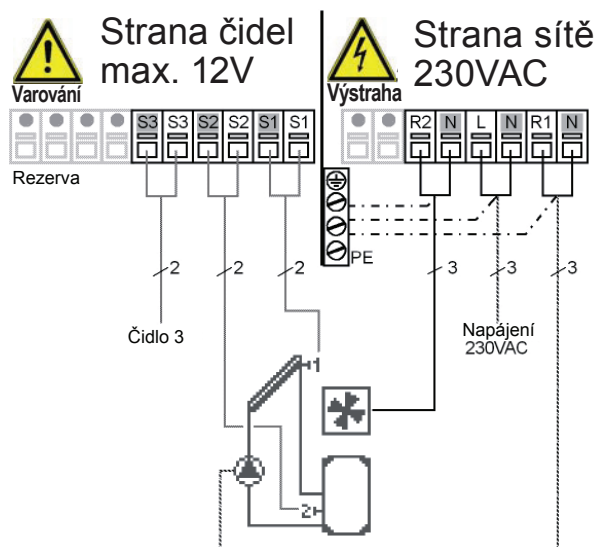 Strana čidel
max. 12V
Varování
Strana sítě
230VAC
Výstraha
S3 S3 S2 S2 S1 S1
R2 N L N R1 N
Rezerva
PE
2 2 2 3 3 3
Čidlo 3
Napájení
230VAC
1
2